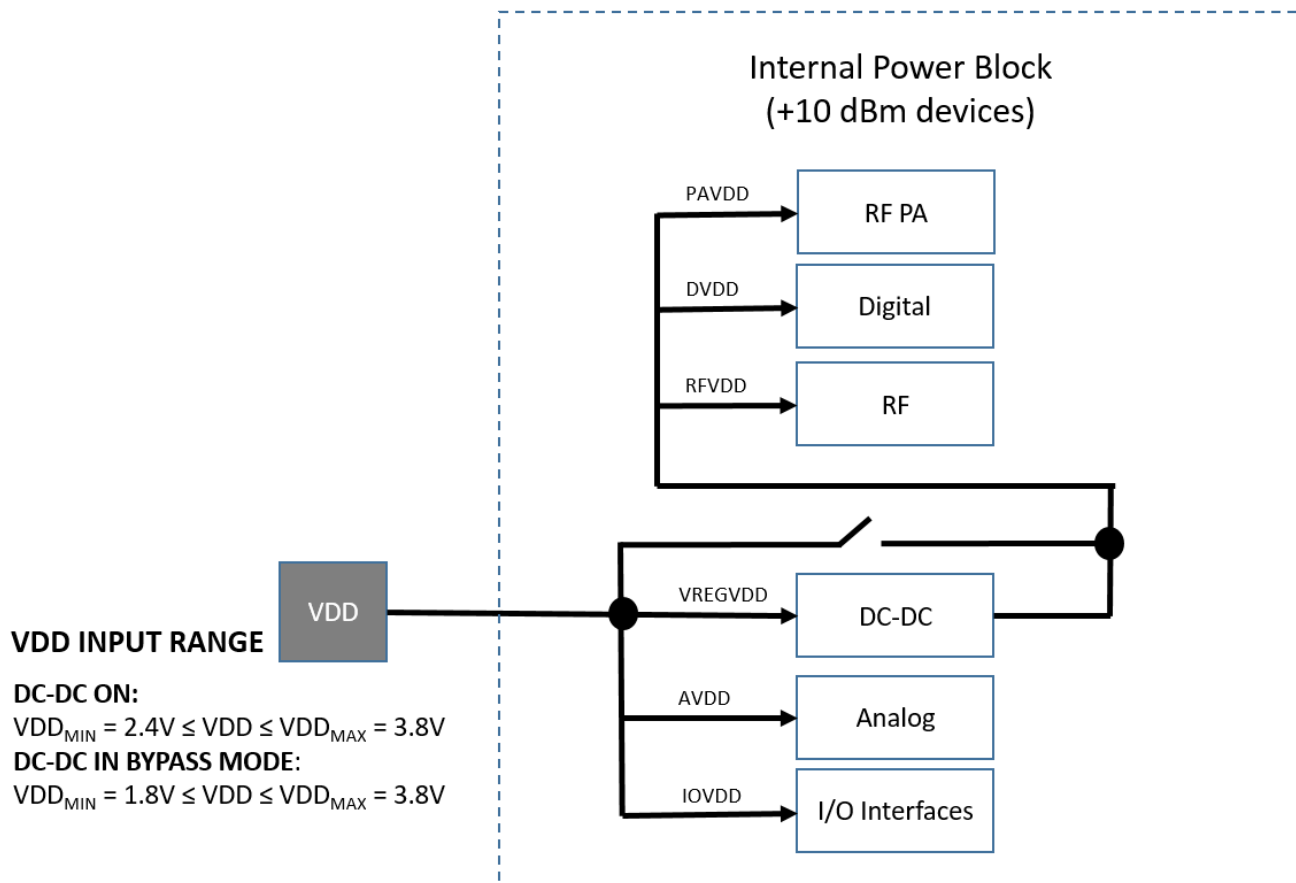 Internal Power Block
(+10 dBm devices)
PAVDD
RF PA
DVDD
Digital
RFVDD
RF
VDD
VREGVDD
DC-DC
VDD INPUT RANGE
DC-DC ON:
VDDMIN = 2.4V ≤ VDD ≤ VDDMAX = 3.8V
DC-DC IN BYPASS MODE:
VDDMIN = 1.8V ≤ VDD ≤ VDDMAX = 3.8V
AVDD
Analog
IOVDD
I/O Interfaces